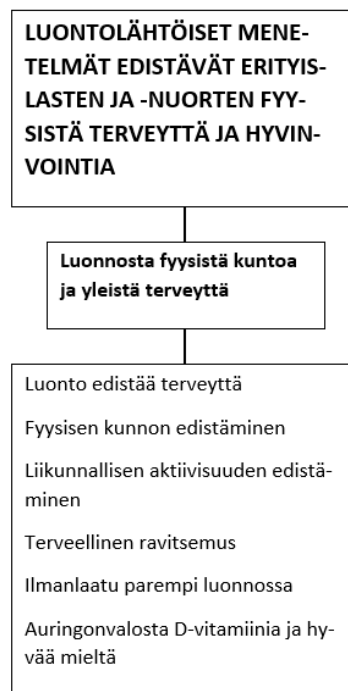 LUONTOLÄHTÖISET MENE-
TELMÄT EDISTÄVÄT ERITYIS-
LASTEN JA -NUORTEN FYY-
SISTÄ TERVEYTTÄ JA HYVIN-
VOINTIA
Luonnosta fyysistä kuntoa
ja yleistä terveyttä
Luonto edistää terveyttä
Fyysisen kunnon edistäminen
Liikunnallisen aktiivisuuden edistä-
minen
Terveellinen ravitsemus
Ilmanlaatu parempi luonnossa
Auringonvalosta D-vitamiinia ja hy-
vää mieltä